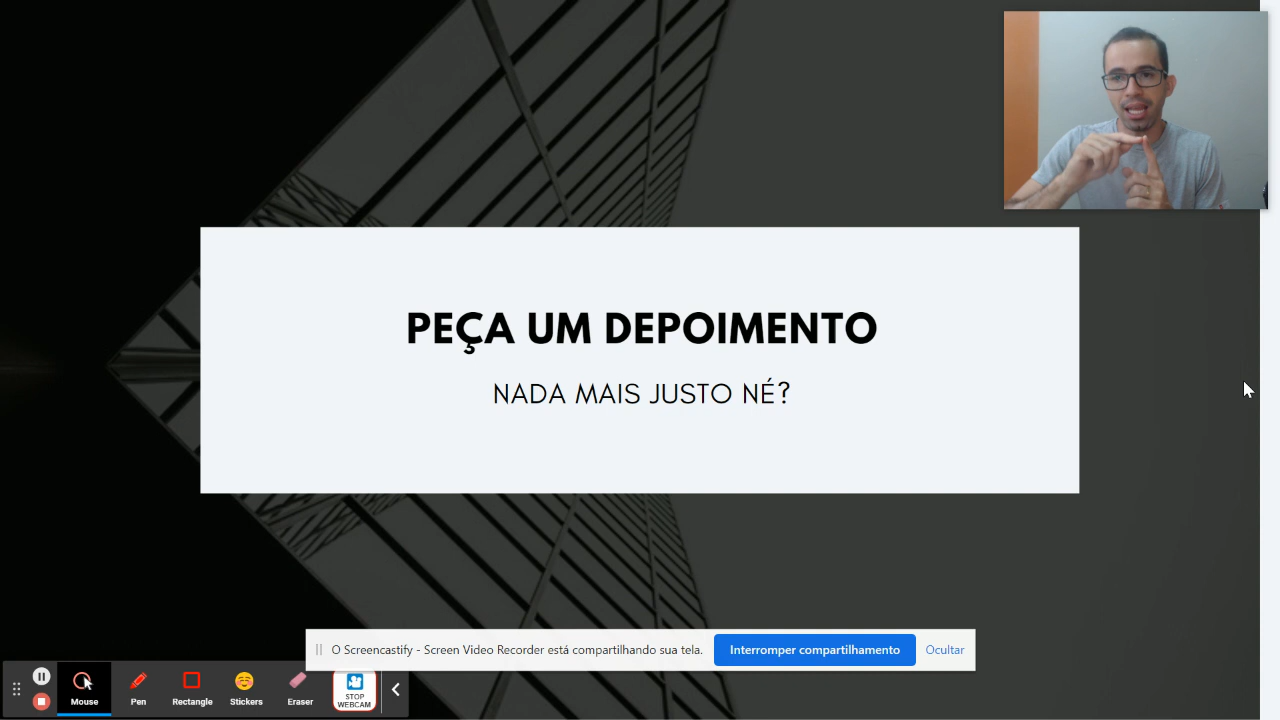 PEÇA UM DEPOIMENTO
NADA MAIS JUSTO NÉ?
O Screencastify - Screen Video Recorder está compartilhando sua tela.
Interromper compartilhamento
Ocultar
Mouse
Pen
Rectangle
Stickers
Eraser
STOP
WEBCAM